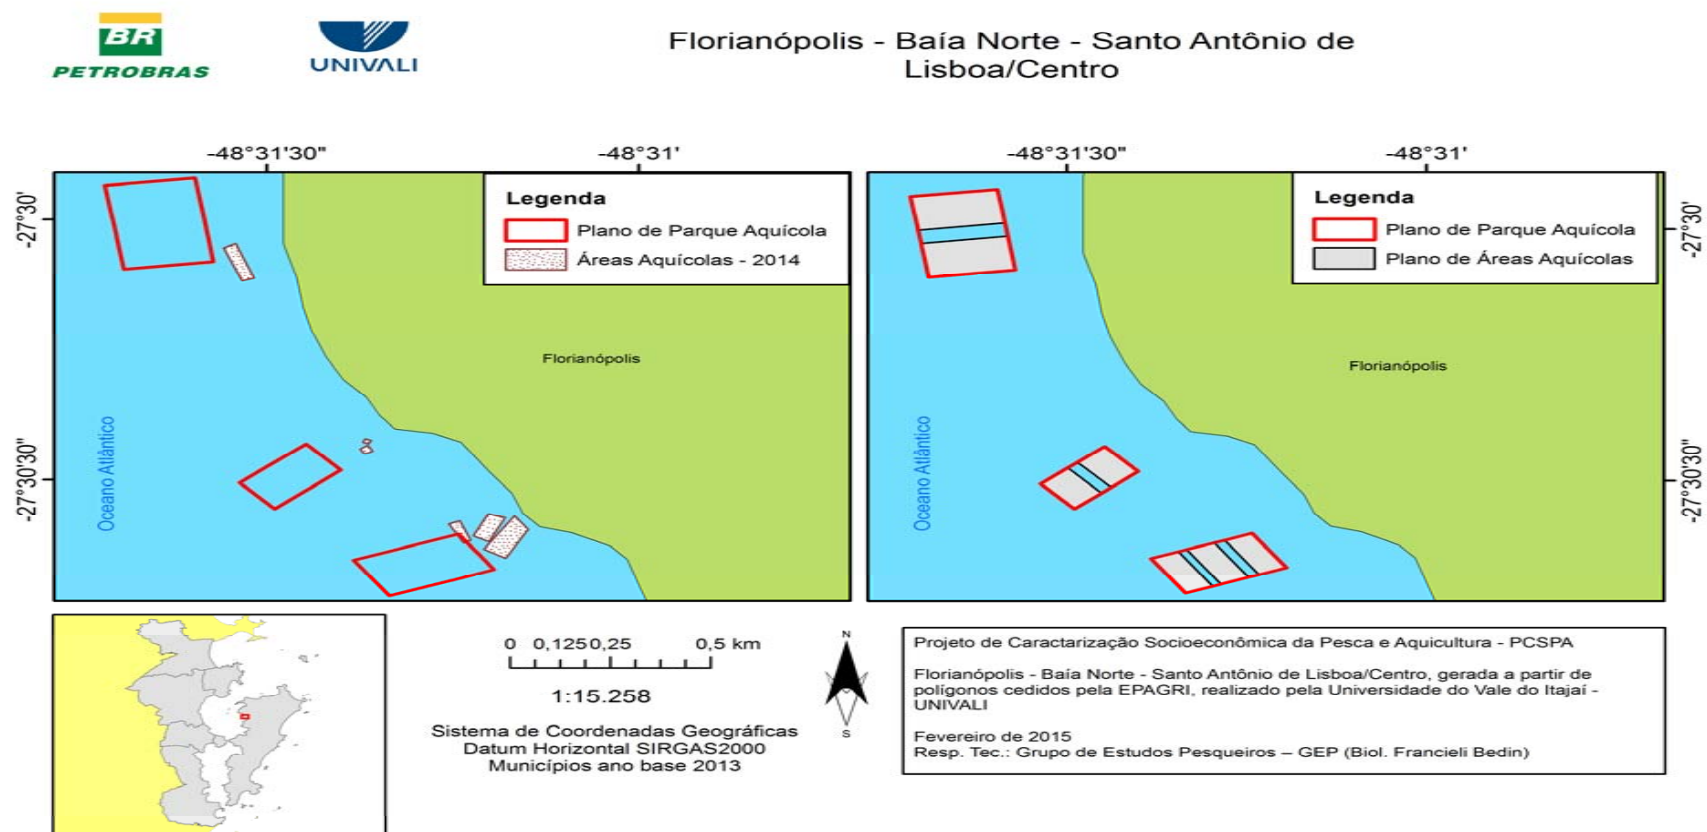 BR
PETROBRAS
UNIVALI
Florianópolis - Baía Norte - Santo Antônio de
Lisboa/Centro
-48°31'30"
-48°31'
-27°30'
-27°30'30"
Legenda
Plano de Parque Aquícola
Áreas Aquícolas - 2014
Florianópolis
Oceano Atlântico
-48°31'30"
-48°31'
Legenda
Plano de Parque Aquícola
Plano de Áreas Aquícolas
Florianópolis
Oceano Atlântico
-27°30'
-27°30'30"
0 0,1250,25 0,5 km
1:15.258
Sistema de Coordenadas Geográficas
Datum Horizontal SIRGAS2000
Municípios ano base 2013
N
S
Projeto de Caractarização Socioeconômica da Pesca e Aquicultura - PCSPA
Florianópolis - Baía Norte - Santo Antônio de Lisboa/Centro, gerada a partir de
polígonos cedidos pela EPAGRI, realizado pela Universidade do Vale do Itajaí -
UNIVALI
Fevereiro de 2015
Resp. Tec.: Grupo de Estudos Pesqueiros – GEP (Biol. Francieli Bedin)